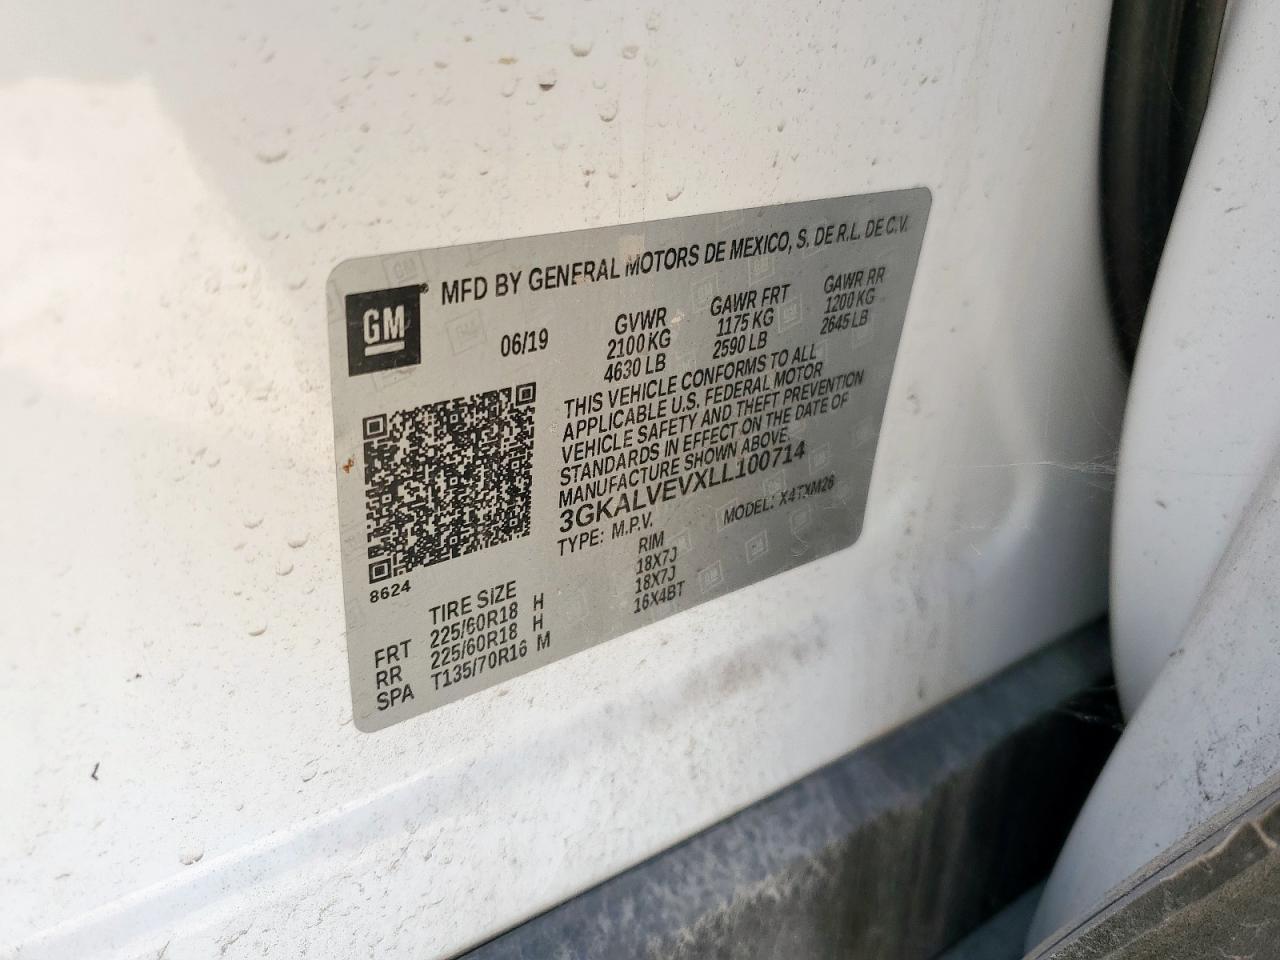 GM ® MFD BY GENERAL MOTORS DE MEXICO, S. DE R.L. DE C.V.
06/19 GVWR GAWR FRT GAWR RR
2100 KG 1175 KG 1200 KG
4630 LB 2590 LB 2645 LB
THIS VEHICLE CONFORMS TO ALL
APPLICABLE U.S. FEDERAL MOTOR
VEHICLE SAFETY AND THEFT PREVENTION
STANDARDS IN EFFECT ON THE DATE OF
MANUFACTURE SHOWN ABOVE.
3GKALVEVXLL100714
TYPE: M.P.V. MODEL: X4TXM26
8624
TIRE SIZE RIM
FRT 225/60R18 H 18X7J
RR 225/60R18 H 18X7J
SPA T135/70R16 M 16X4BT